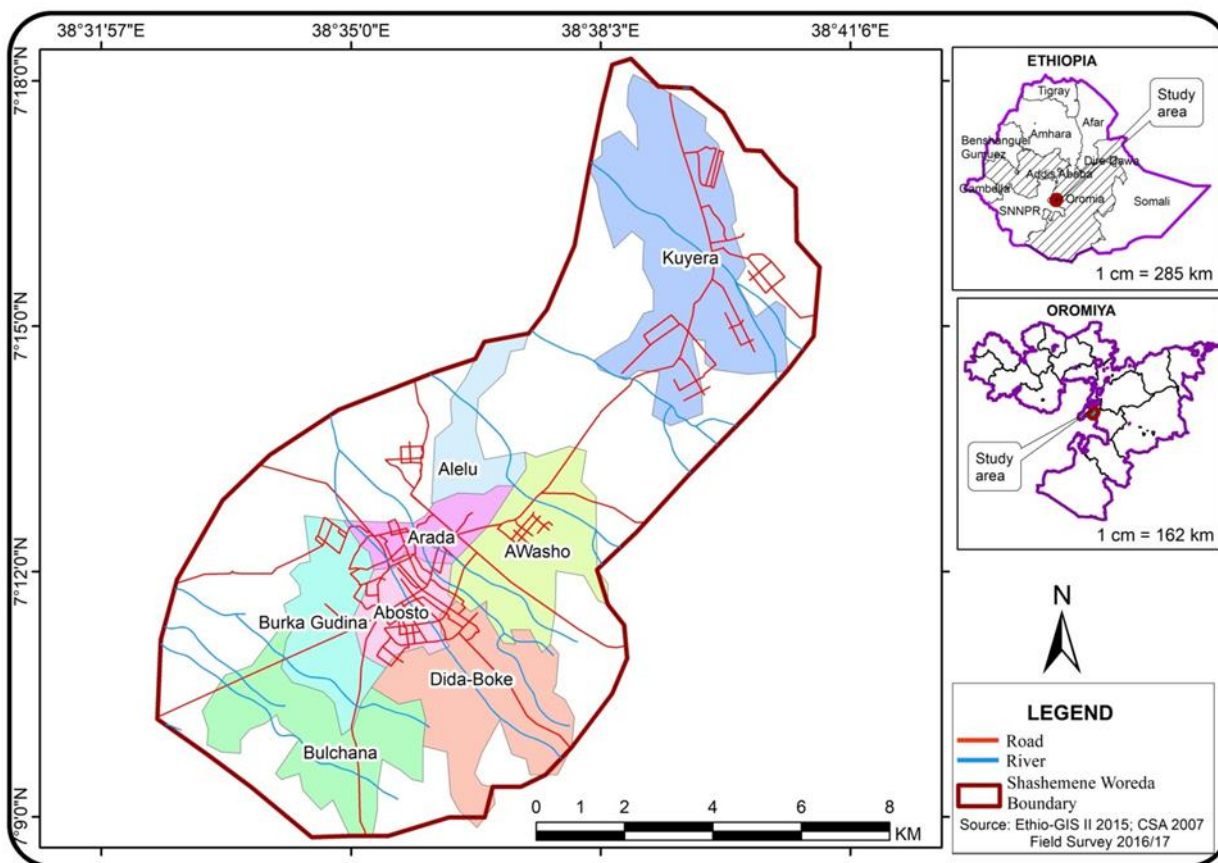 38°31'57"E
38°35'0"E
38°38'3"E
38°41'6"E
7°18'0"N
7°15'0"N
7°12'0"N
7°9'0"N
Kuyera
Alelu
Arada
AWasho
Abosto
Burka Gudina
Dida-Boke
Bulchana
0 1 2 4 6 8
KM
ETHIOPIA
Study
area
Tigray
Afar
Amhara
Benshanguel
Gumuez
Dire Dawa
Addis Ababa
Gambella
Oromia
Somali
SNNPR
1 cm = 285 km
OROMIYA
Study
area
1 cm = 162 km
N
LEGEND
Road
River
Shashemene Woreda
Boundary
Source: Ethio-GIS II 2015; CSA 2007
Field Survey 2016/17